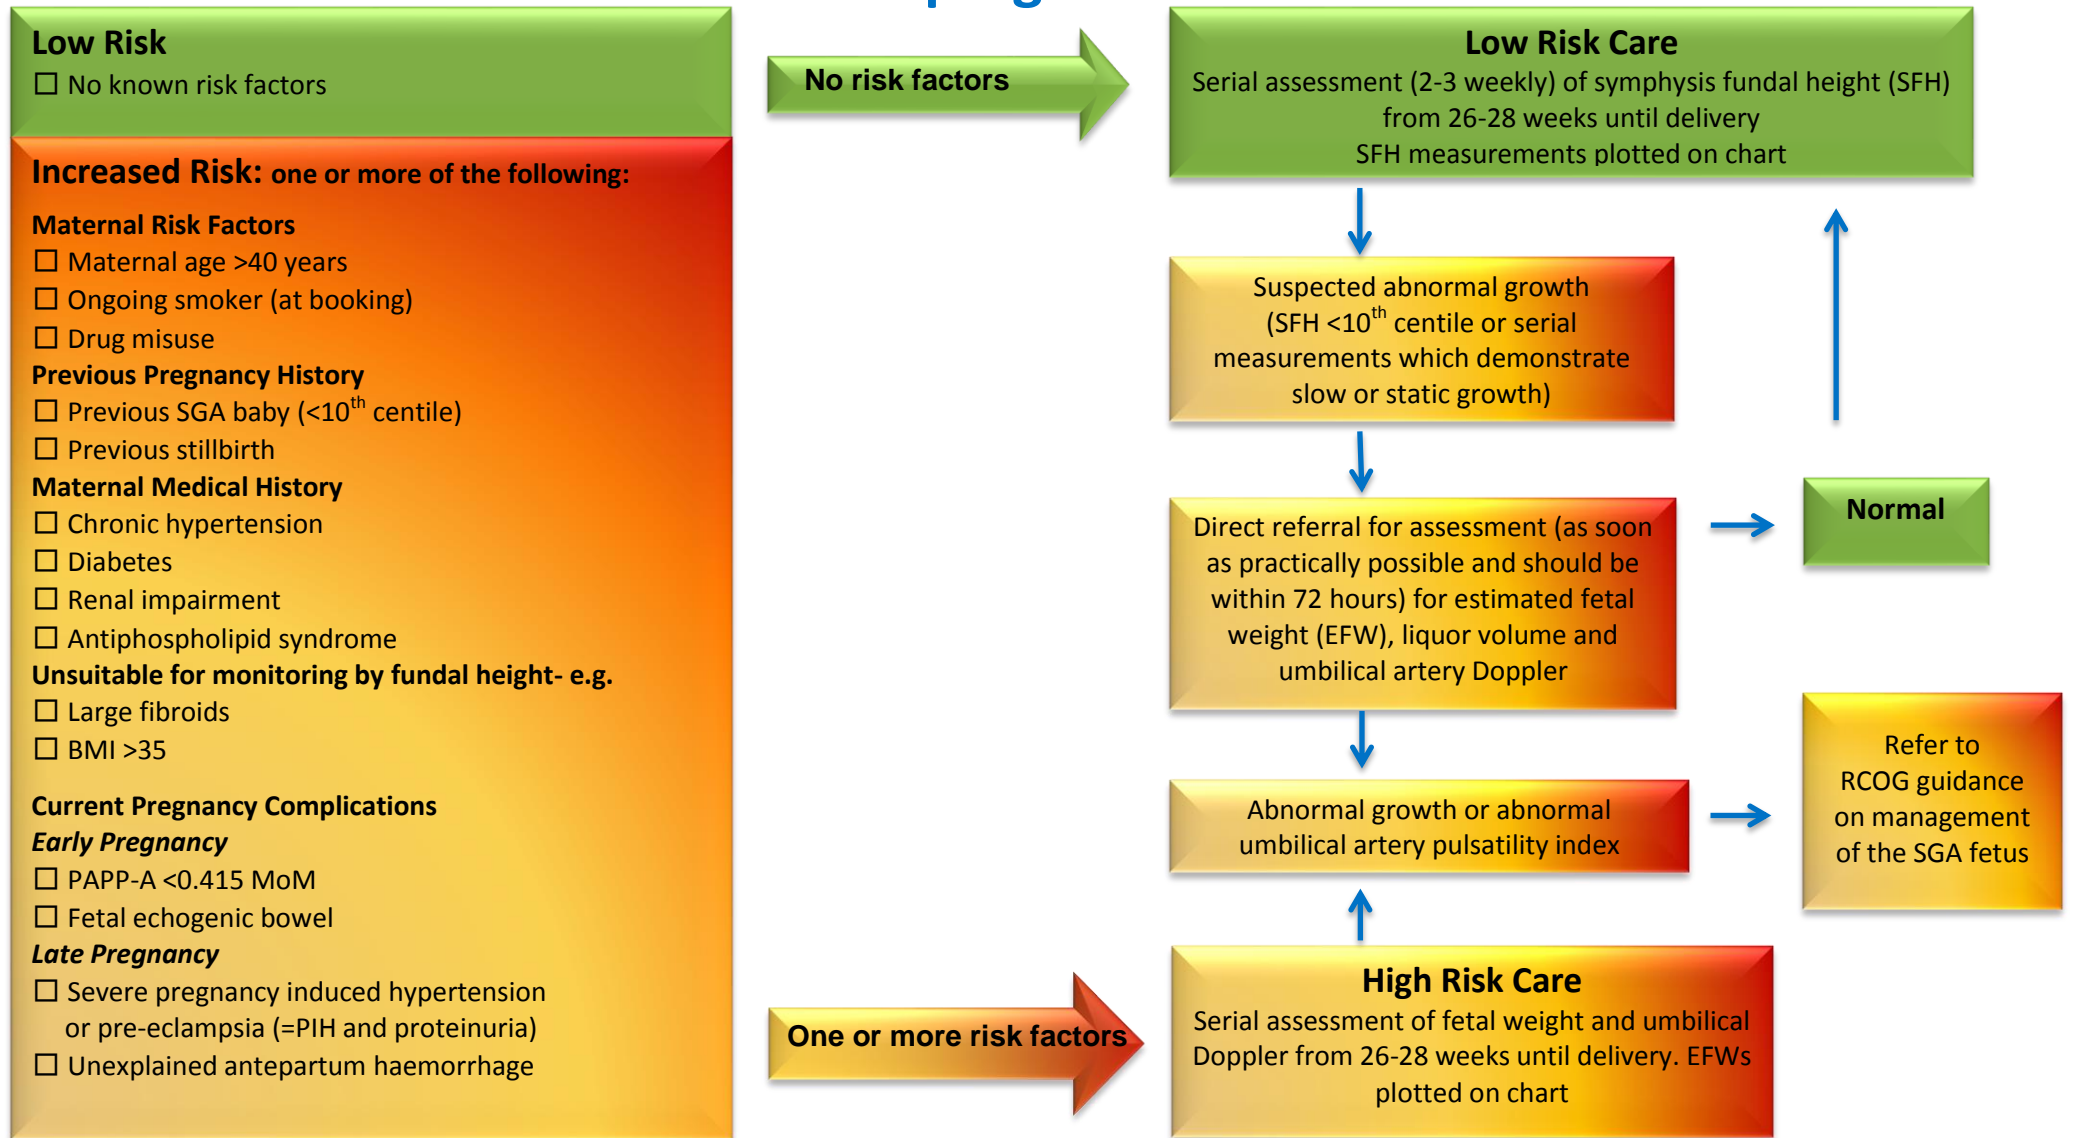 Low Risk
☐ No known risk factors
Increased Risk: one or more of the following:
Maternal Risk Factors
☐ Maternal age >40 years
☐ Ongoing smoker (at booking)
☐ Drug misuse
Previous Pregnancy History
☐ Previous SGA baby (<10th centile)
☐ Previous stillbirth
Maternal Medical History
☐ Chronic hypertension
☐ Diabetes
☐ Renal impairment
☐ Antiphospholipid syndrome
Unsuitable for monitoring by fundal height- e.g.
☐ Large fibroids
☐ BMI >35
Current Pregnancy Complications
Early Pregnancy
☐ PAPP-A <0.415 MoM
☐ Fetal echogenic bowel
Late Pregnancy
☐ Severe pregnancy induced hypertension
or pre-eclampsia (=PIH and proteinuria)
☐ Unexplained antepartum haemorrhage
No risk factors
One or more risk factors
Low Risk Care
Serial assessment (2-3 weekly) of symphysis fundal height (SFH)
from 26-28 weeks until delivery
SFH measurements plotted on chart
Suspected abnormal growth
(SFH <10th centile or serial
measurements which demonstrate
slow or static growth)
Direct referral for assessment (as soon
as practically possible and should be
within 72 hours) for estimated fetal
weight (EFW), liquor volume and
umbilical artery Doppler
Normal
Abnormal growth or abnormal
umbilical artery pulsatility index
Refer to
RCOG guidance
on management
of the SGA fetus
High Risk Care
Serial assessment of fetal weight and umbilical
Doppler from 26-28 weeks until delivery. EFWs
plotted on chart